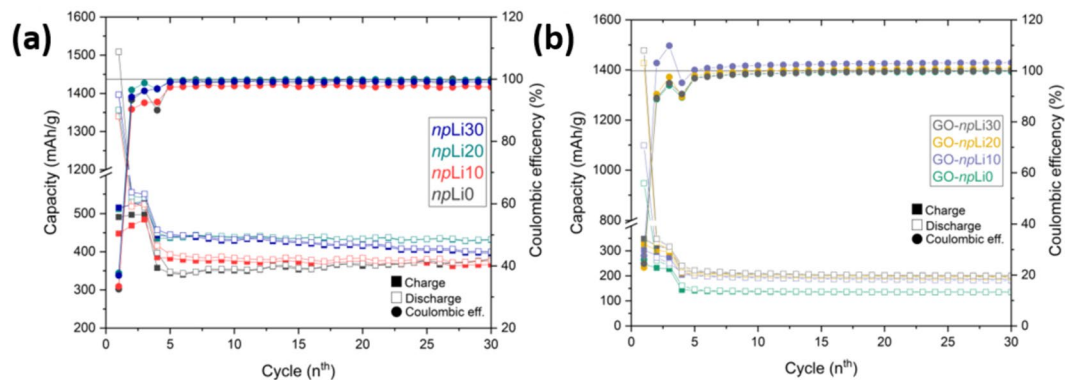 (a)
1600
1500
1400
1300
1200
500
400
300
200
Capacity (mAh/g)
0 5 10 15 20 25 30
Cycle (nth)
120
100
80
60
40
20
Coulombic efficency (%)
npLi30
npLi20
npLi10
npLi0
Charge
Discharge
Coulombic eff.
(b)
1600
1400
1200
1000
800
300
200
100
0
Capacity (mAh/g)
0 5 10 15 20 25 30
Cycle (nth)
120
100
80
60
40
20
0
Coulombic efficency (%)
GO-npLi30
GO-npLi20
GO-npLi10
GO-npLi0
Charge
Discharge
Coulombic eff.